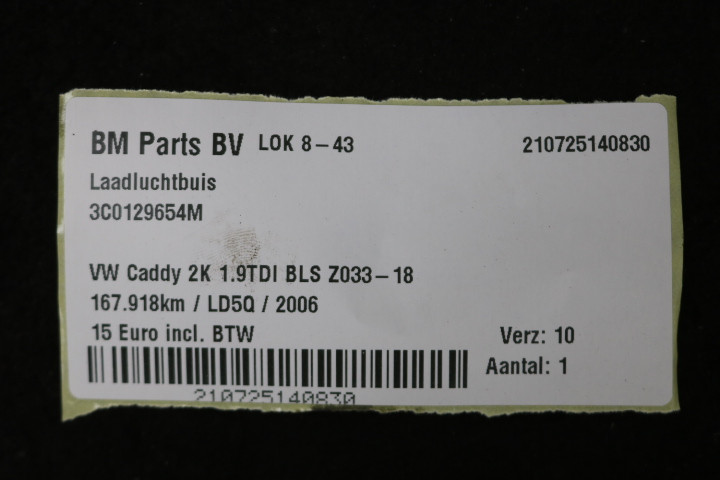 BM Parts BV LOK 8-43 210725140830
Laadluchtbuis
3C0129654M
VW Caddy 2K 1.9TDI BLS Z033-18
167.918km / LD5Q / 2006
15 Euro incl. BTW Verz: 10
Aantal: 1
210725140830